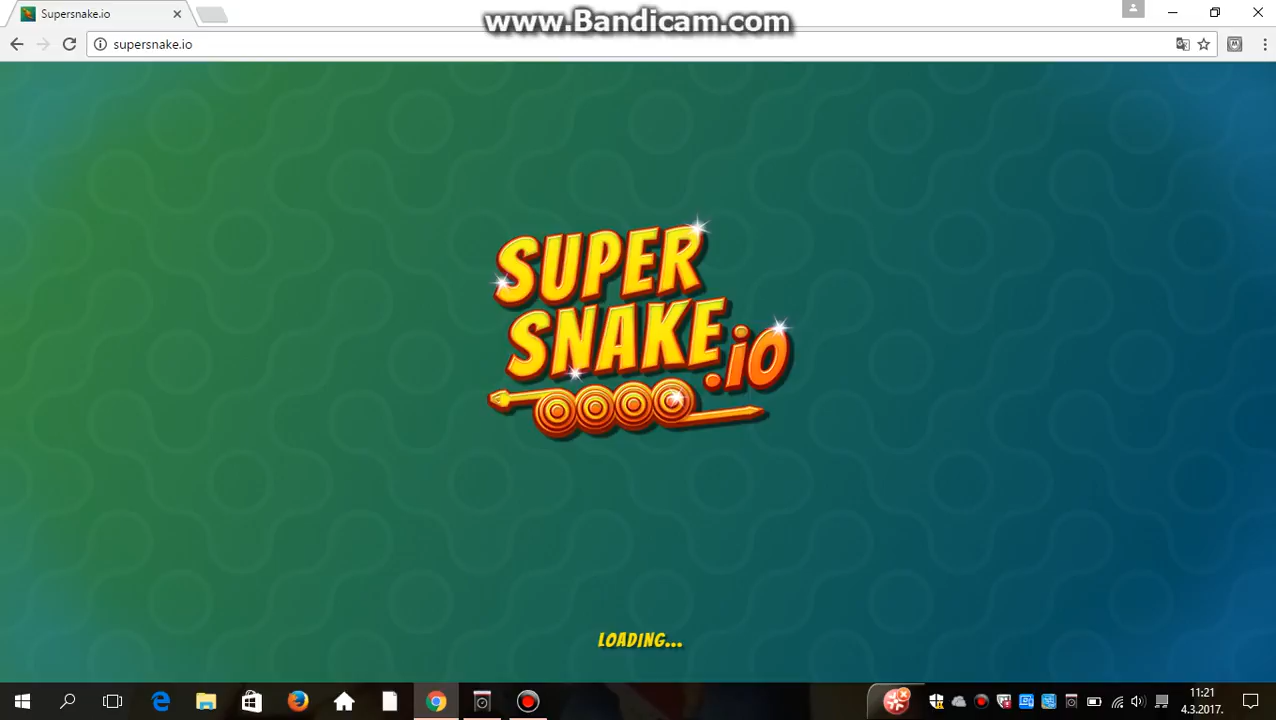 Supersnake.io
www.Bandicam.com
supersnake.io
SUPER
SNAKE
.io
LOADING...
11:21
4.3.2017.